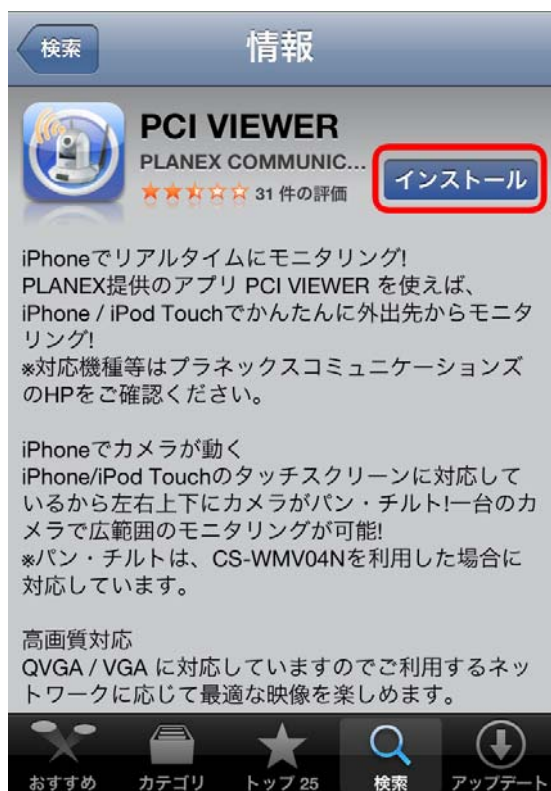 検索
情報
PCI VIEWER
PLANEX COMMUNIC...
31 件の評価
インストール
iPhoneでリアルタイムにモニタリング!
PLANEX提供のアプリ PCI VIEWER を使えば、
iPhone / iPod Touchでかんたんに外出先からモニタ
リング!
※対応機種等はプラネックスコミュニケーションズ
のHPをご確認ください。
iPhoneでカメラが動く
iPhone/iPod Touchのタッチスクリーンに対応して
いるから左右上下にカメラがパン・チルト!一台のカ
メラで広範囲のモニタリングが可能!
※パン・チルトは、CS-WMV04Nを利用した場合に
対応しています。
高画質対応
QVGA / VGA に対応していますのでご利用するネッ
トワークに応じて最適な映像を楽しめます。
おすすめ
カテゴリ
トップ 25
検索
アップデート